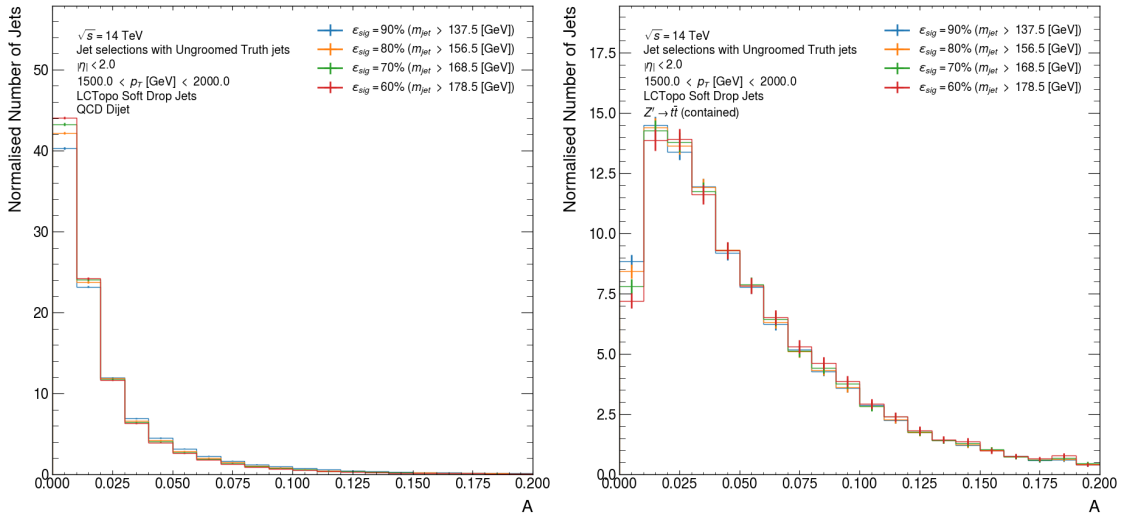 Normalised Number of Jets
50
40
30
20
10
0
√s = 14 TeV
Jet selections with Ungroomed Truth jets
|η| < 2.0
1500.0 < p_T [GeV] < 2000.0
LCTopo Soft Drop Jets
QCD Dijet
ε_sig = 90% (m_jet > 137.5 [GeV])
ε_sig = 80% (m_jet > 156.5 [GeV])
ε_sig = 70% (m_jet > 168.5 [GeV])
ε_sig = 60% (m_jet > 178.5 [GeV])
0.000 0.025 0.050 0.075 0.100 0.125 0.150 0.175 0.200
A
Normalised Number of Jets
17.5
15.0
12.5
10.0
7.5
5.0
2.5
0.0
√s = 14 TeV
Jet selections with Ungroomed Truth jets
|η| < 2.0
1500.0 < p_T [GeV] < 2000.0
LCTopo Soft Drop Jets
Z′ → tt̄ (contained)
ε_sig = 90% (m_jet > 137.5 [GeV])
ε_sig = 80% (m_jet > 156.5 [GeV])
ε_sig = 70% (m_jet > 168.5 [GeV])
ε_sig = 60% (m_jet > 178.5 [GeV])
0.000 0.025 0.050 0.075 0.100 0.125 0.150 0.175 0.200
A